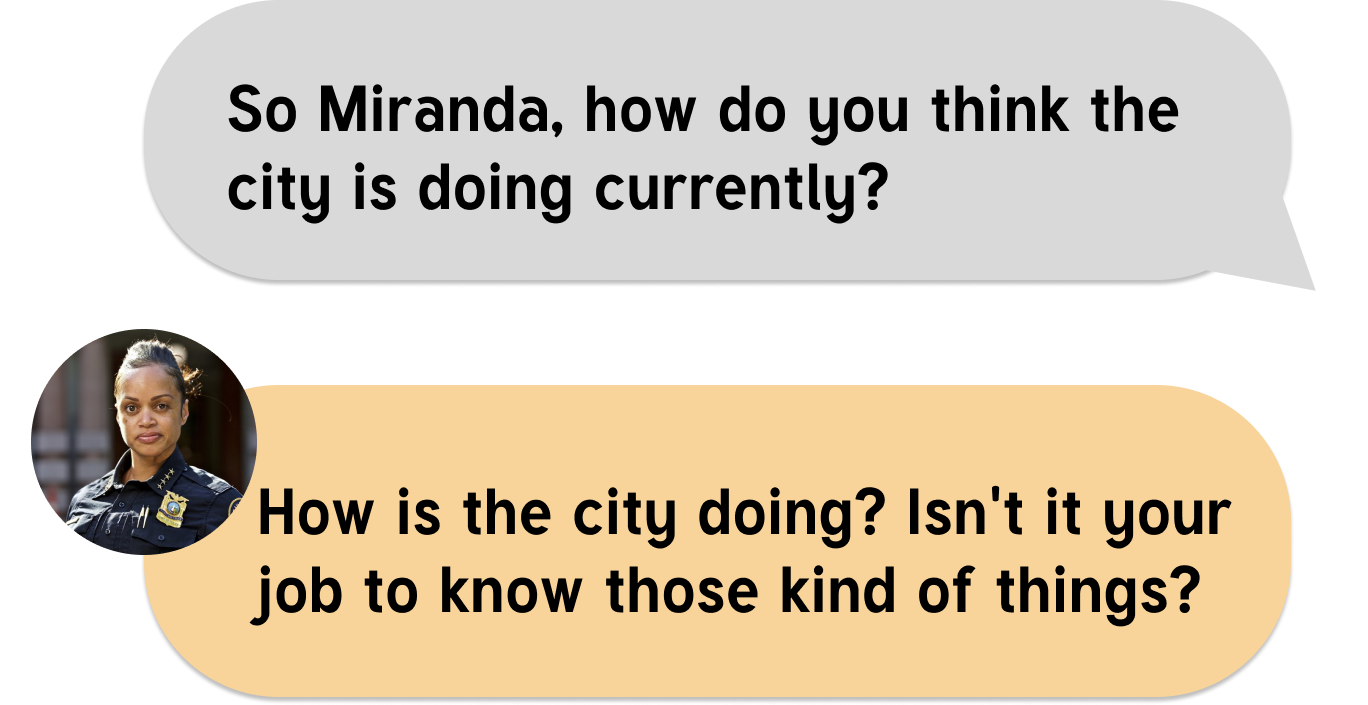 So Miranda, how do you think the
city is doing currently?
How is the city doing? Isn't it your
job to know those kind of things?